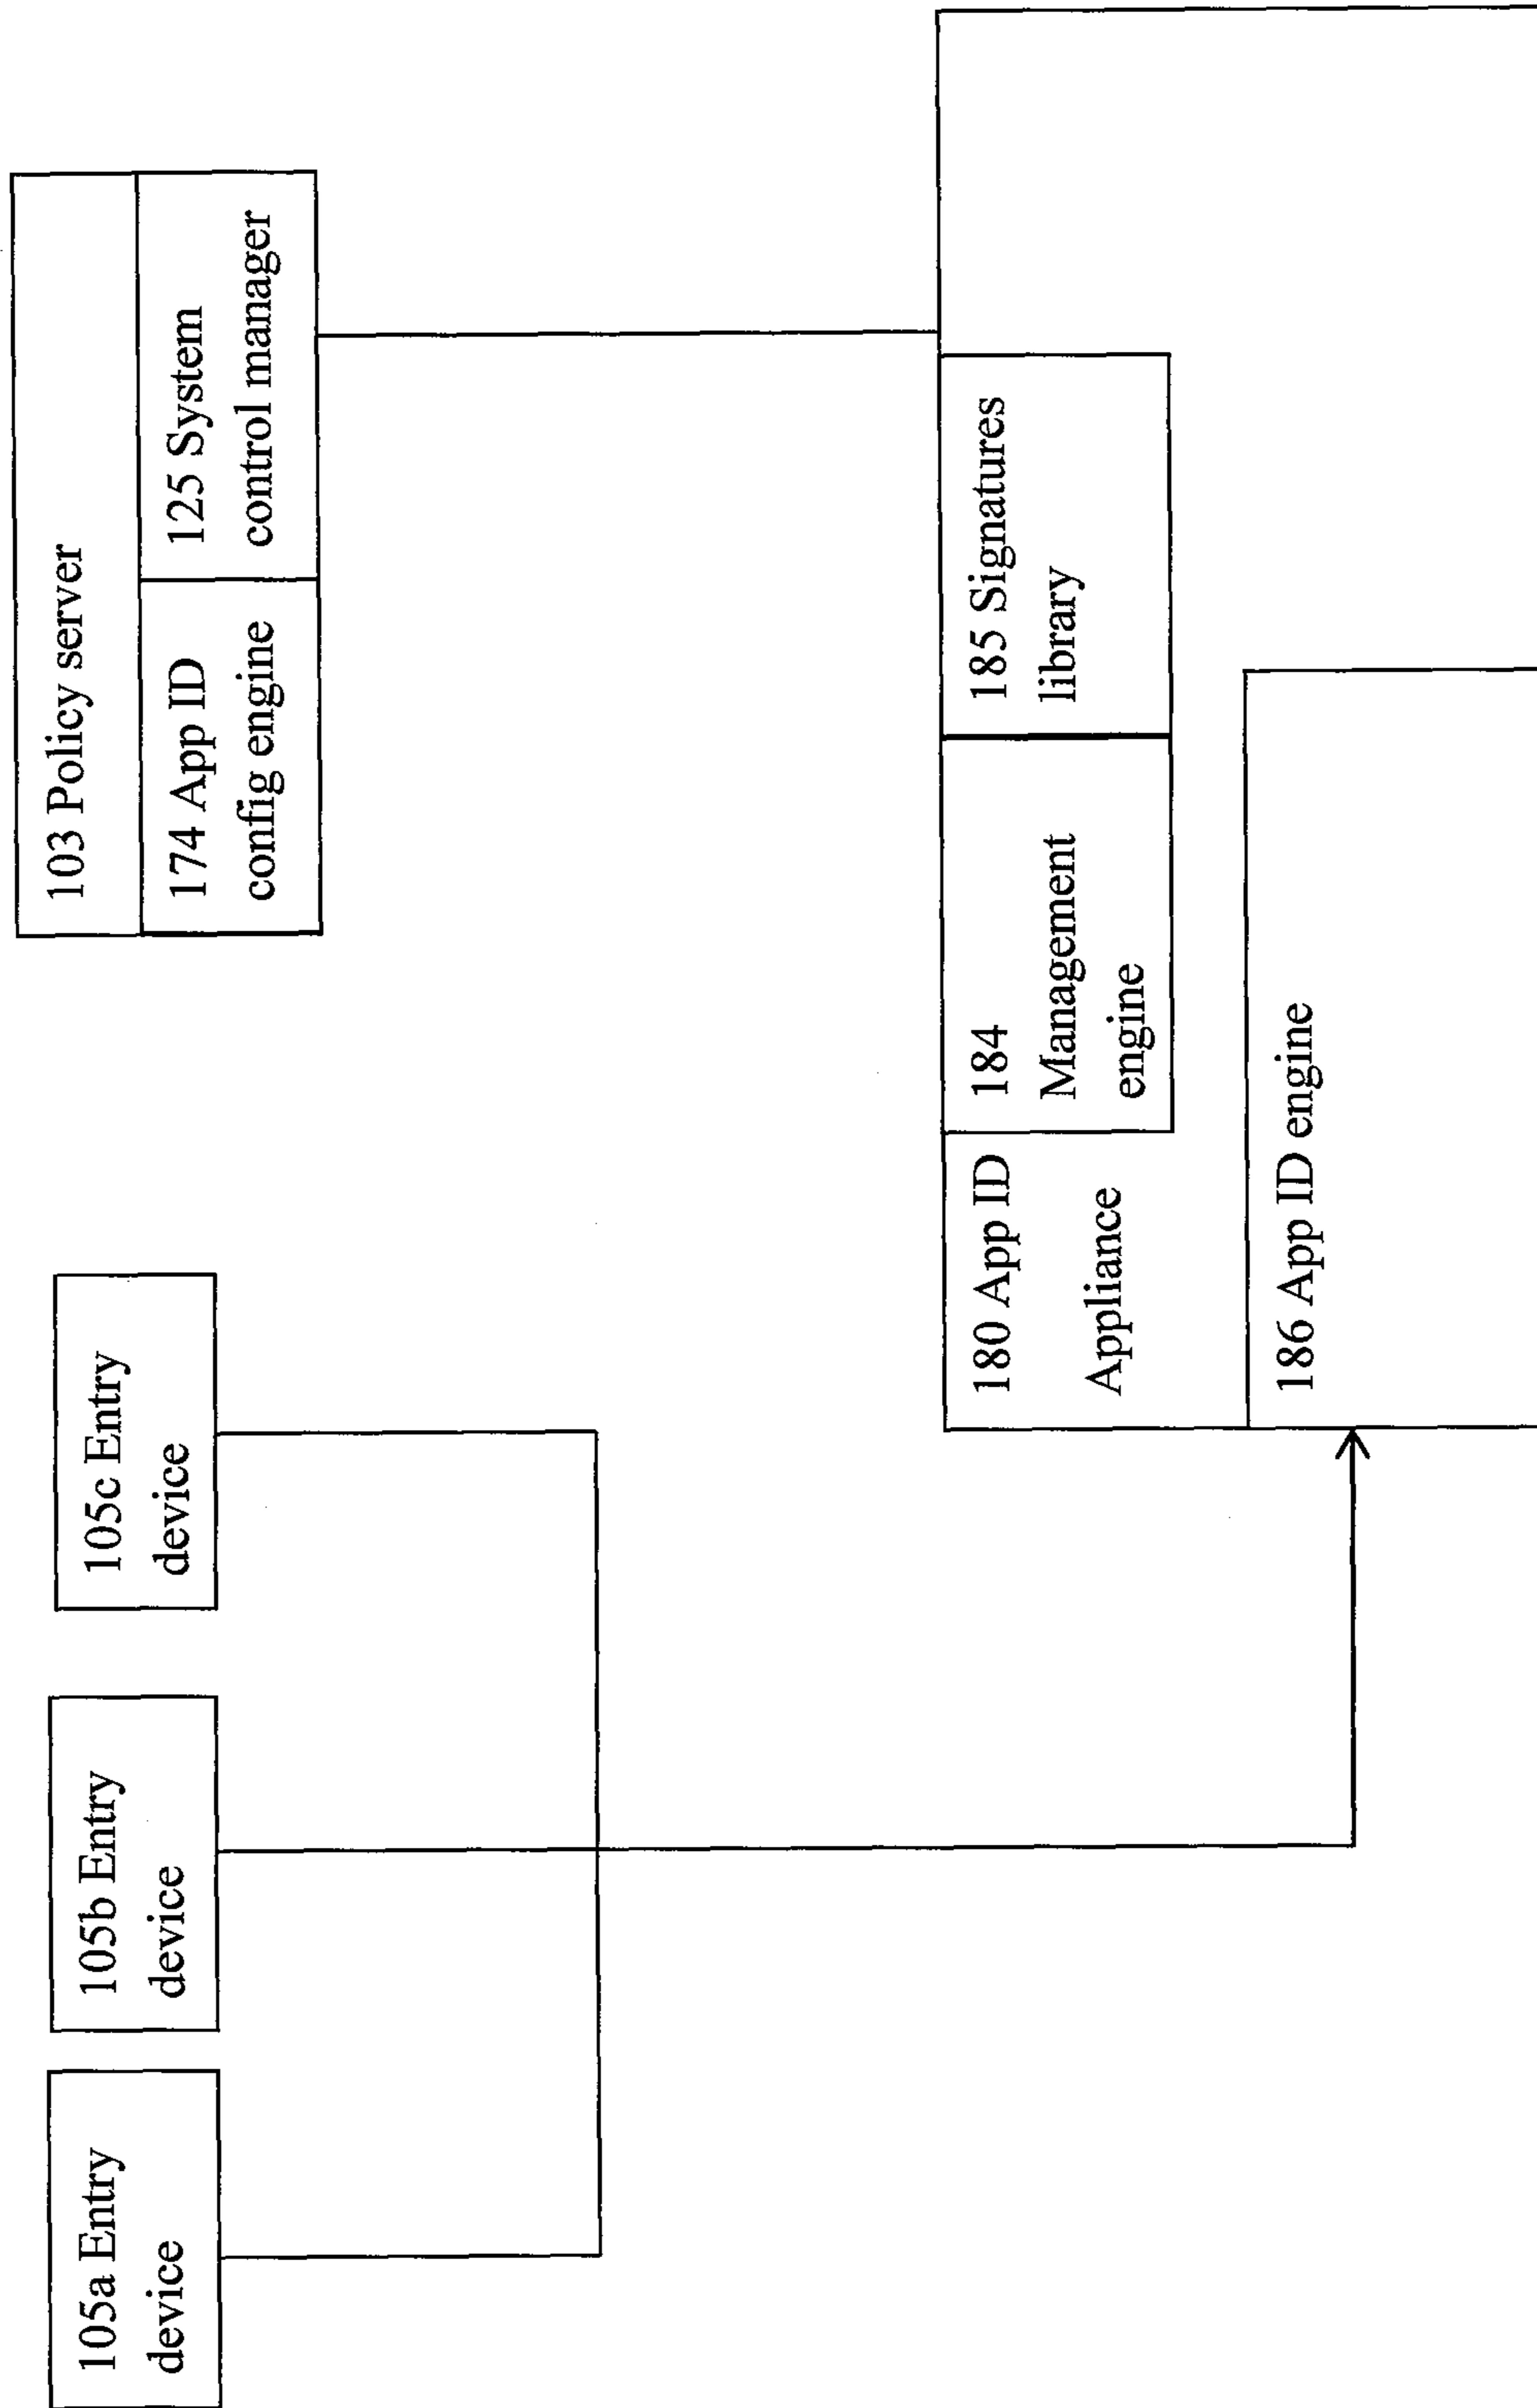 105a Entry
device
105b Entry
device
105c Entry
device
103 Policy server
174 App ID
config engine
125 System
control manager
180 App ID
Appliance
184
Management
engine
185 Signatures
library
186 App ID engine